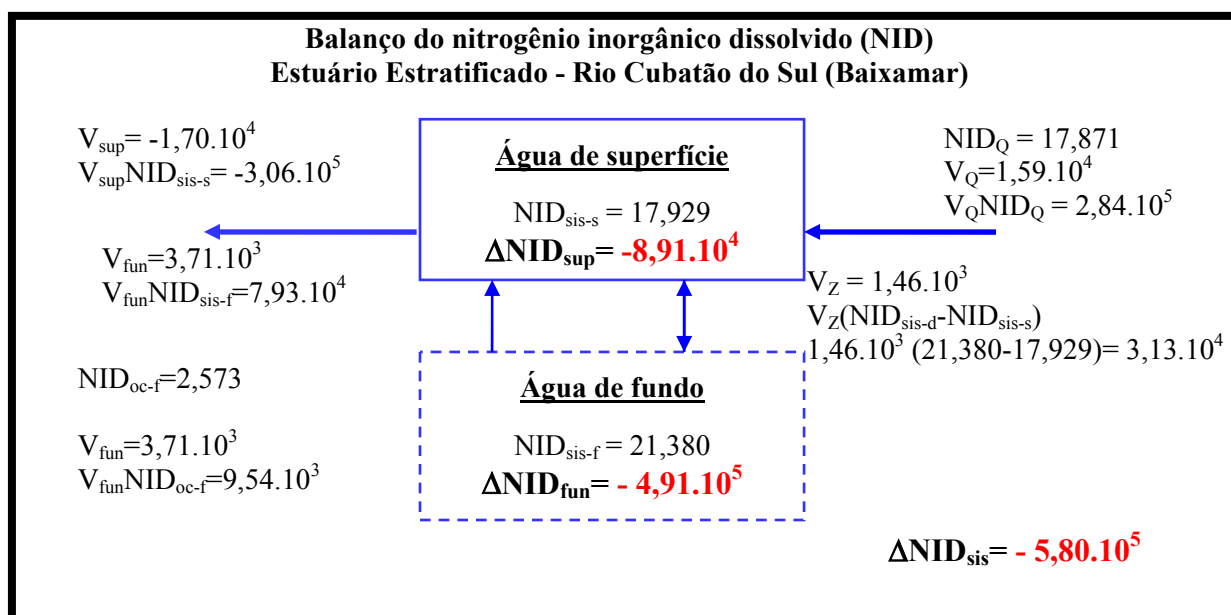 Balanço do nitrogênio inorgânico dissolvido (NID)
Estuário Estratificado - Rio Cubatão do Sul (Baixamar)
V_sup= -1,70.10^4
V_supNID_sis-s= -3,06.10^5
V_fun=3,71.10^3
V_funNID_sis-f=7,93.10^4
NID_oc-f=2,573
V_fun=3,71.10^3
V_funNID_oc-f=9,54.10^3
Água de superfície
NID_sis-s = 17,929
ΔNID_sup= -8,91.10^4
Água de fundo
NID_sis-f = 21,380
ΔNID_fun= - 4,91.10^5
NID_Q = 17,871
V_Q=1,59.10^4
V_QNID_Q = 2,84.10^5
V_Z = 1,46.10^3
V_Z(NID_sis-d-NID_sis-s)
1,46.10^3 (21,380-17,929)= 3,13.10^4
ΔNID_sis= - 5,80.10^5